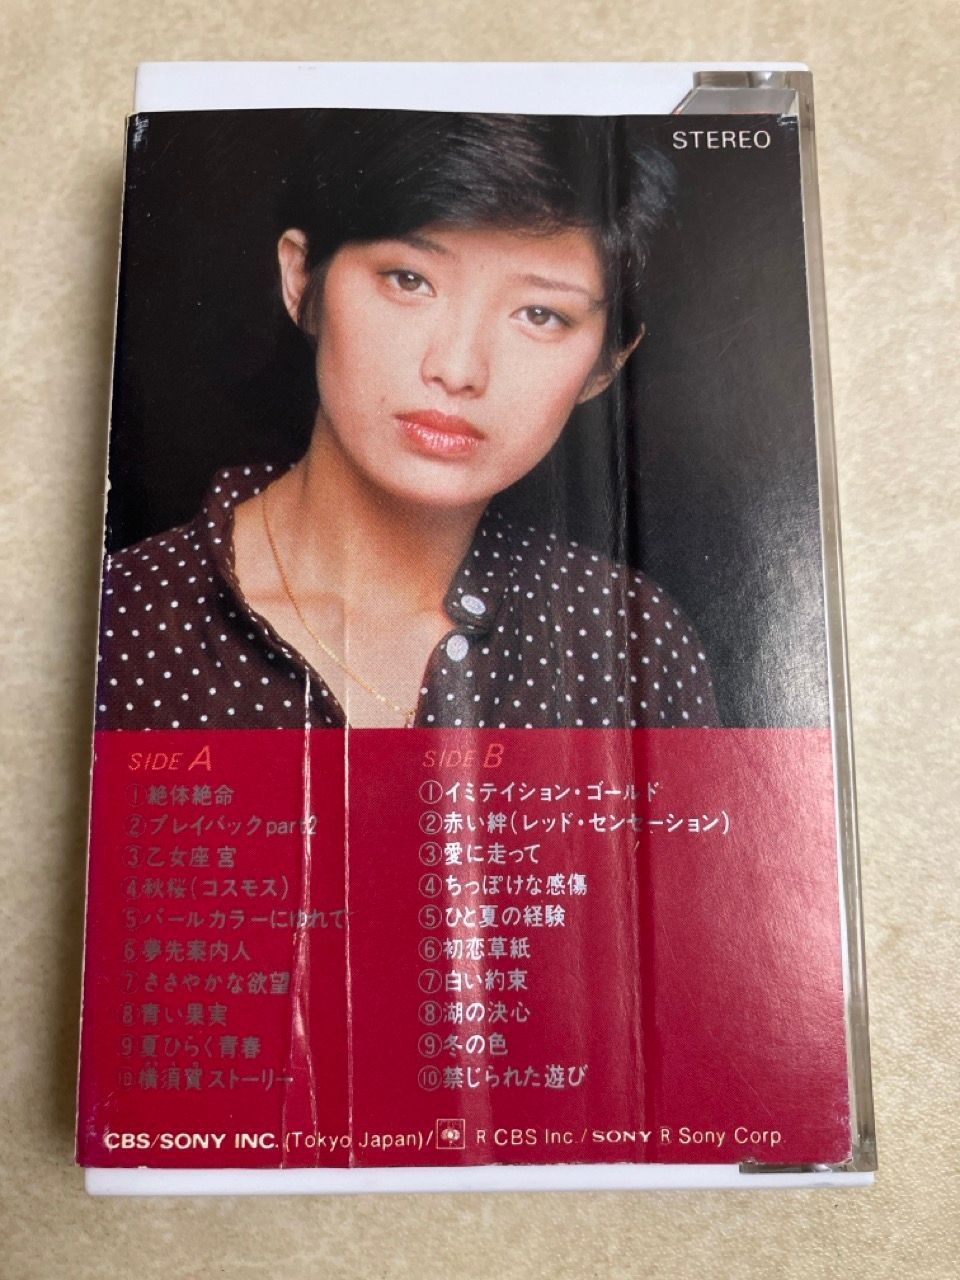 STEREO
SIDE A
①絶体絶命
②プレイバックpart2
③乙女座 宮
④秋桜(コスモス)
⑤パールカラーにゆれて
⑥夢先案内人
⑦ささやかな欲望
⑧青い果実
⑨夏ひらく青春
⑩横須賀ストーリー
SIDE B
①イミテイション・ゴールド
②赤い絆(レッド・センセーション)
③愛に走って
④ちっぽけな感傷
⑤ひと夏の経験
⑥初恋草紙
⑦白い約束
⑧湖の決心
⑨冬の色
⑩禁じられた遊び
CBS/SONY INC. (Tokyo Japan)/ R CBS Inc./SONY R Sony Corp.